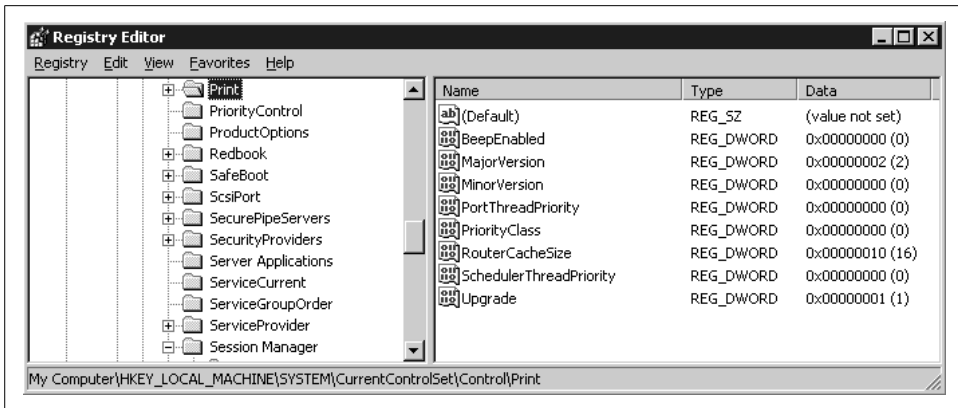 Registry Editor
Registry Edit View Favorites Help
Print
PriorityControl
ProductOptions
Redbook
SafeBoot
ScsiPort
SecurePipeServers
SecurityProviders
Server Applications
ServiceCurrent
ServiceGroupOrder
ServiceProvider
Session Manager
Name Type Data
(Default) REG_SZ (value not set)
BeepEnabled REG_DWORD 0x00000000 (0)
MajorVersion REG_DWORD 0x00000002 (2)
MinorVersion REG_DWORD 0x00000000 (0)
PortThreadPriority REG_DWORD 0x00000000 (0)
PriorityClass REG_DWORD 0x00000000 (0)
RouterCacheSize REG_DWORD 0x00000010 (16)
SchedulerThreadPriority REG_DWORD 0x00000000 (0)
Upgrade REG_DWORD 0x00000001 (1)
My Computer\HKEY_LOCAL_MACHINE\SYSTEM\CurrentControlSet\Control\Print